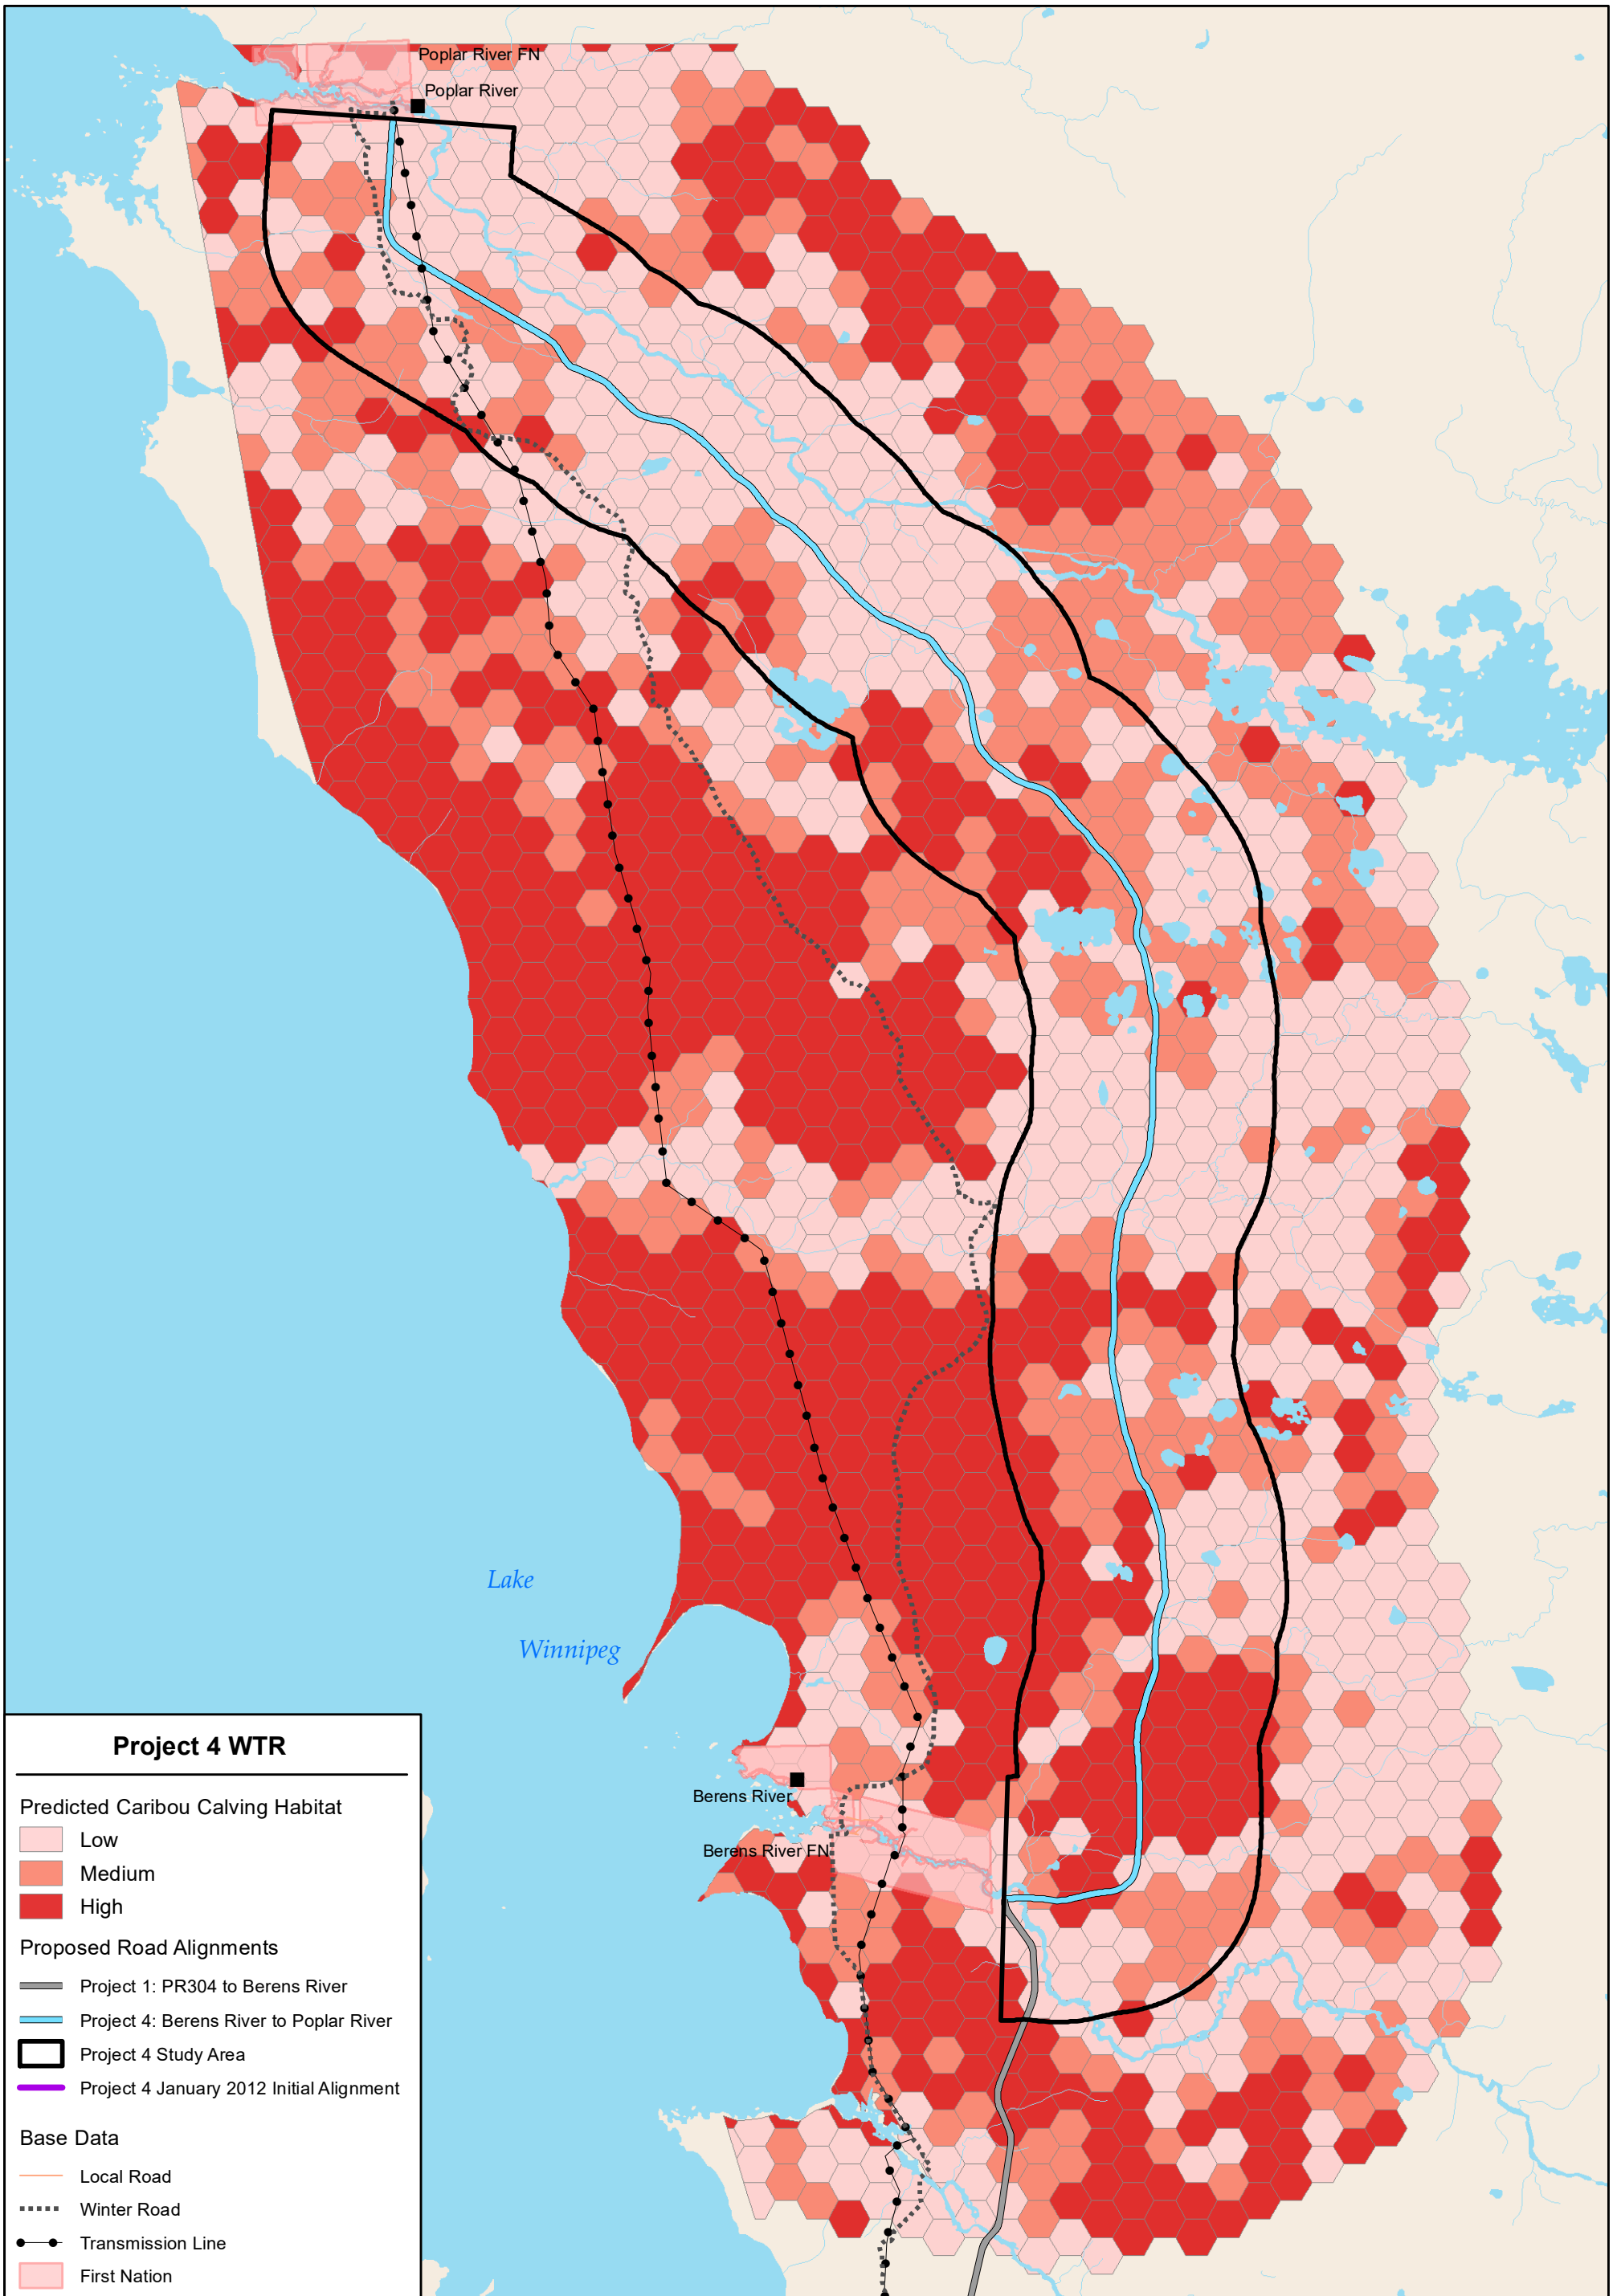 Poplar River FN
Poplar River
Lake
Winnipeg
Berens River
Berens River FN
Project 4 WTR
Predicted Caribou Calving Habitat
Low
Medium
High
Proposed Road Alignments
Project 1: PR304 to Berens River
Project 4: Berens River to Poplar River
Project 4 Study Area
Project 4 January 2012 Initial Alignment
Base Data
Local Road
Winter Road
Transmission Line
First Nation